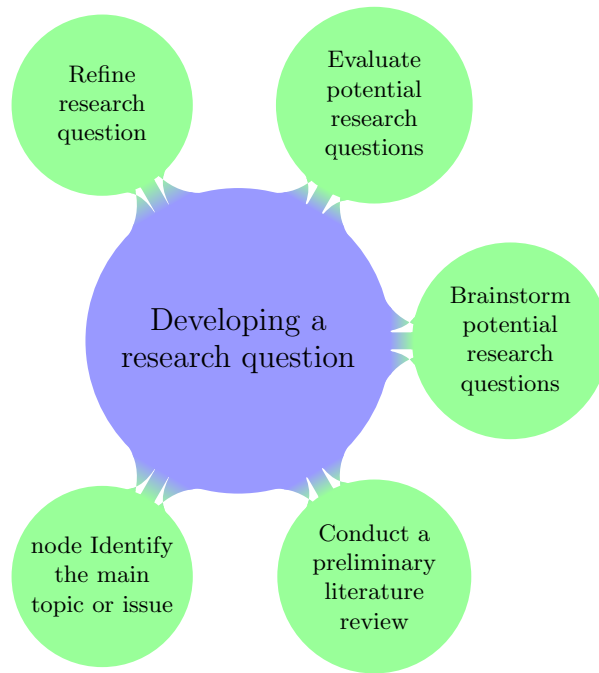 Refine
research
question
Evaluate
potential
research
questions
Developing a
research question
Brainstorm
potential
research
questions
node Identify
the main
topic or issue
Conduct a
preliminary
literature
review